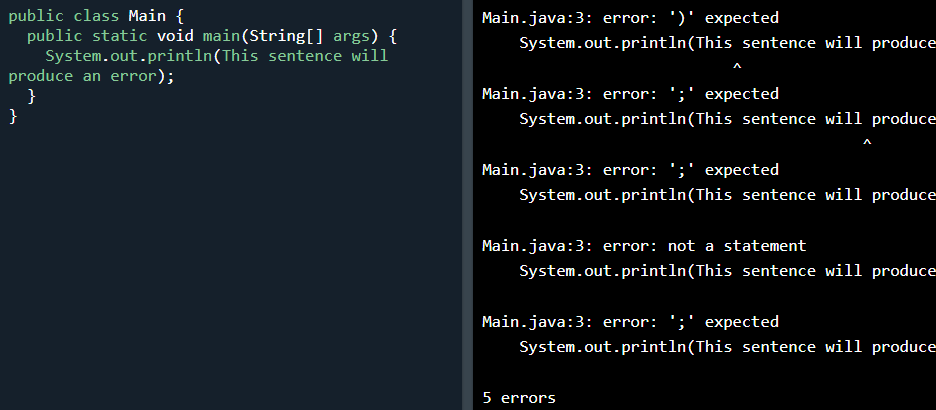 public class Main {
  public static void main(String[] args) {
    System.out.println(This sentence will
produce an error);
  }
}
Main.java:3: error: ')' expected
    System.out.println(This sentence will produce
^
Main.java:3: error: ';' expected
    System.out.println(This sentence will produce
^
Main.java:3: error: ';' expected
    System.out.println(This sentence will produce
Main.java:3: error: not a statement
    System.out.println(This sentence will produce
Main.java:3: error: ';' expected
    System.out.println(This sentence will produce
5 errors